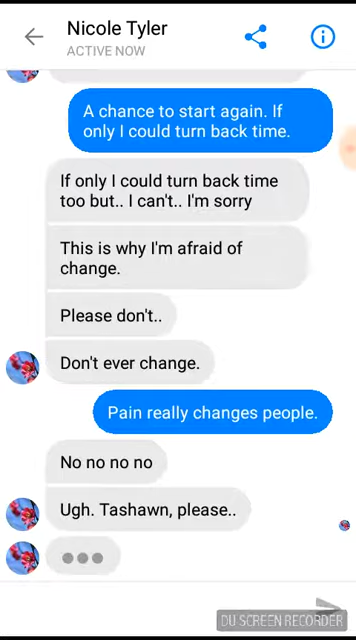 Nicole Tyler
ACTIVE NOW
A chance to start again. If
only I could turn back time.
If only I could turn back time
too but.. I can't.. I'm sorry
This is why I'm afraid of
change.
Please don't..
Don't ever change.
Pain really changes people.
No no no no
Ugh. Tashawn, please..
DU SCREEN RECORDER